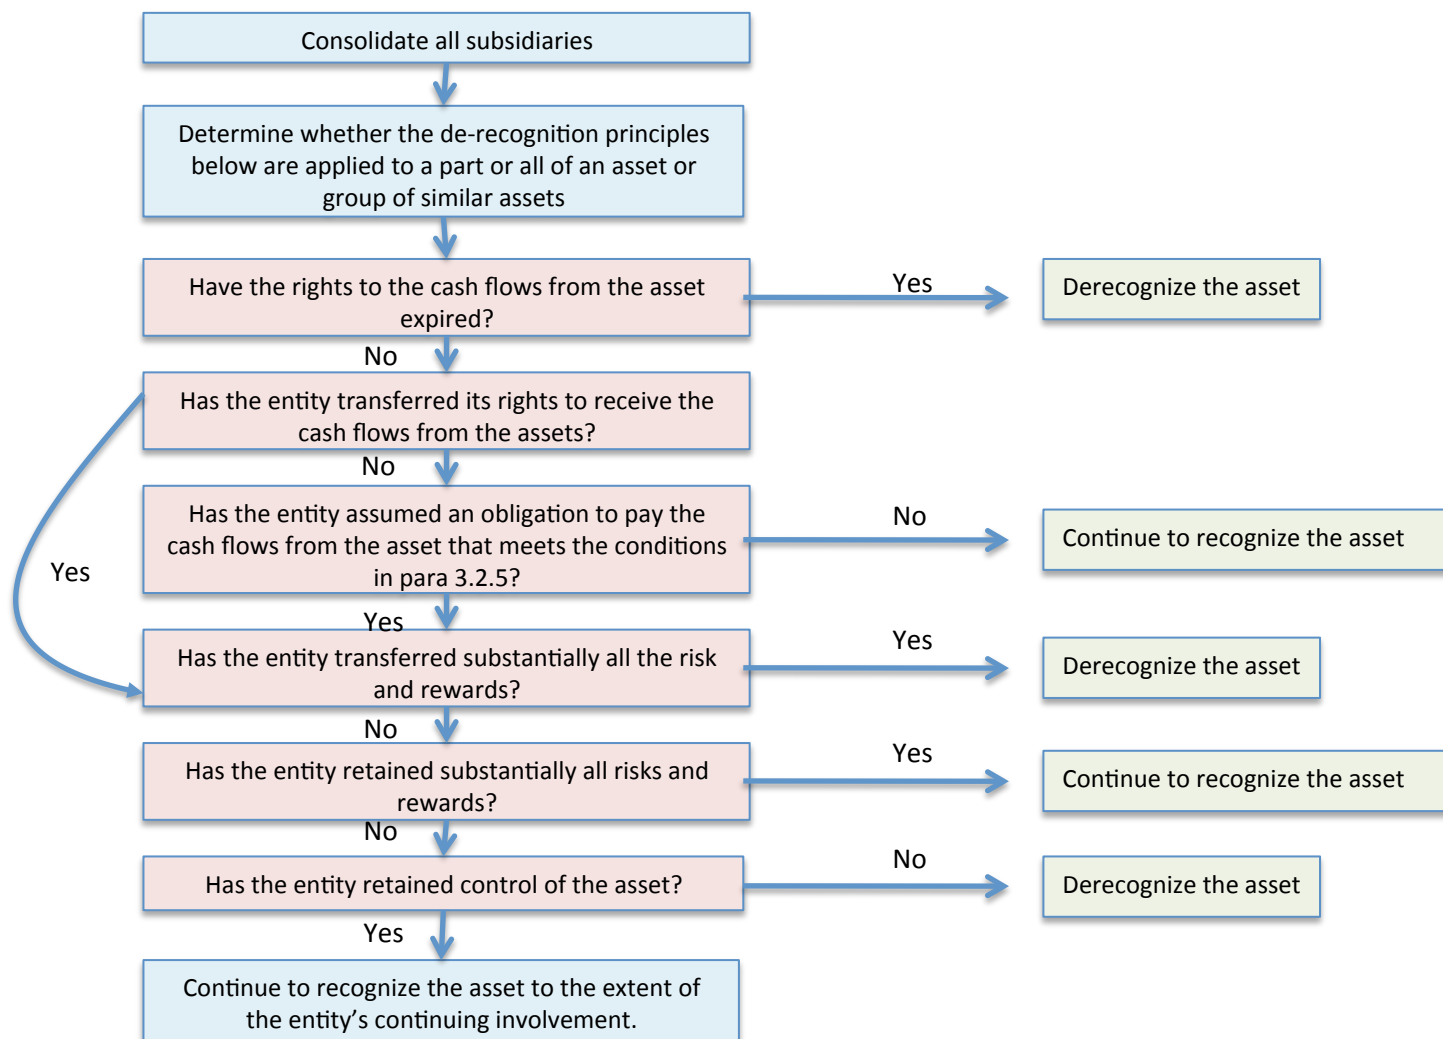 Consolidate all subsidiaries
Determine whether the de-recognition principles
below are applied to a part or all of an asset or
group of similar assets
Have the rights to the cash flows from the asset
expired?
Yes
Derecognize the asset
No
Has the entity transferred its rights to receive the
cash flows from the assets?
No
Has the entity assumed an obligation to pay the
cash flows from the asset that meets the conditions
in para 3.2.5?
No
Continue to recognize the asset
Yes
Yes
Has the entity transferred substantially all the risk
and rewards?
Yes
Derecognize the asset
No
Has the entity retained substantially all risks and
rewards?
Yes
Continue to recognize the asset
No
Has the entity retained control of the asset?
No
Derecognize the asset
Yes
Continue to recognize the asset to the extent of
the entity's continuing involvement.